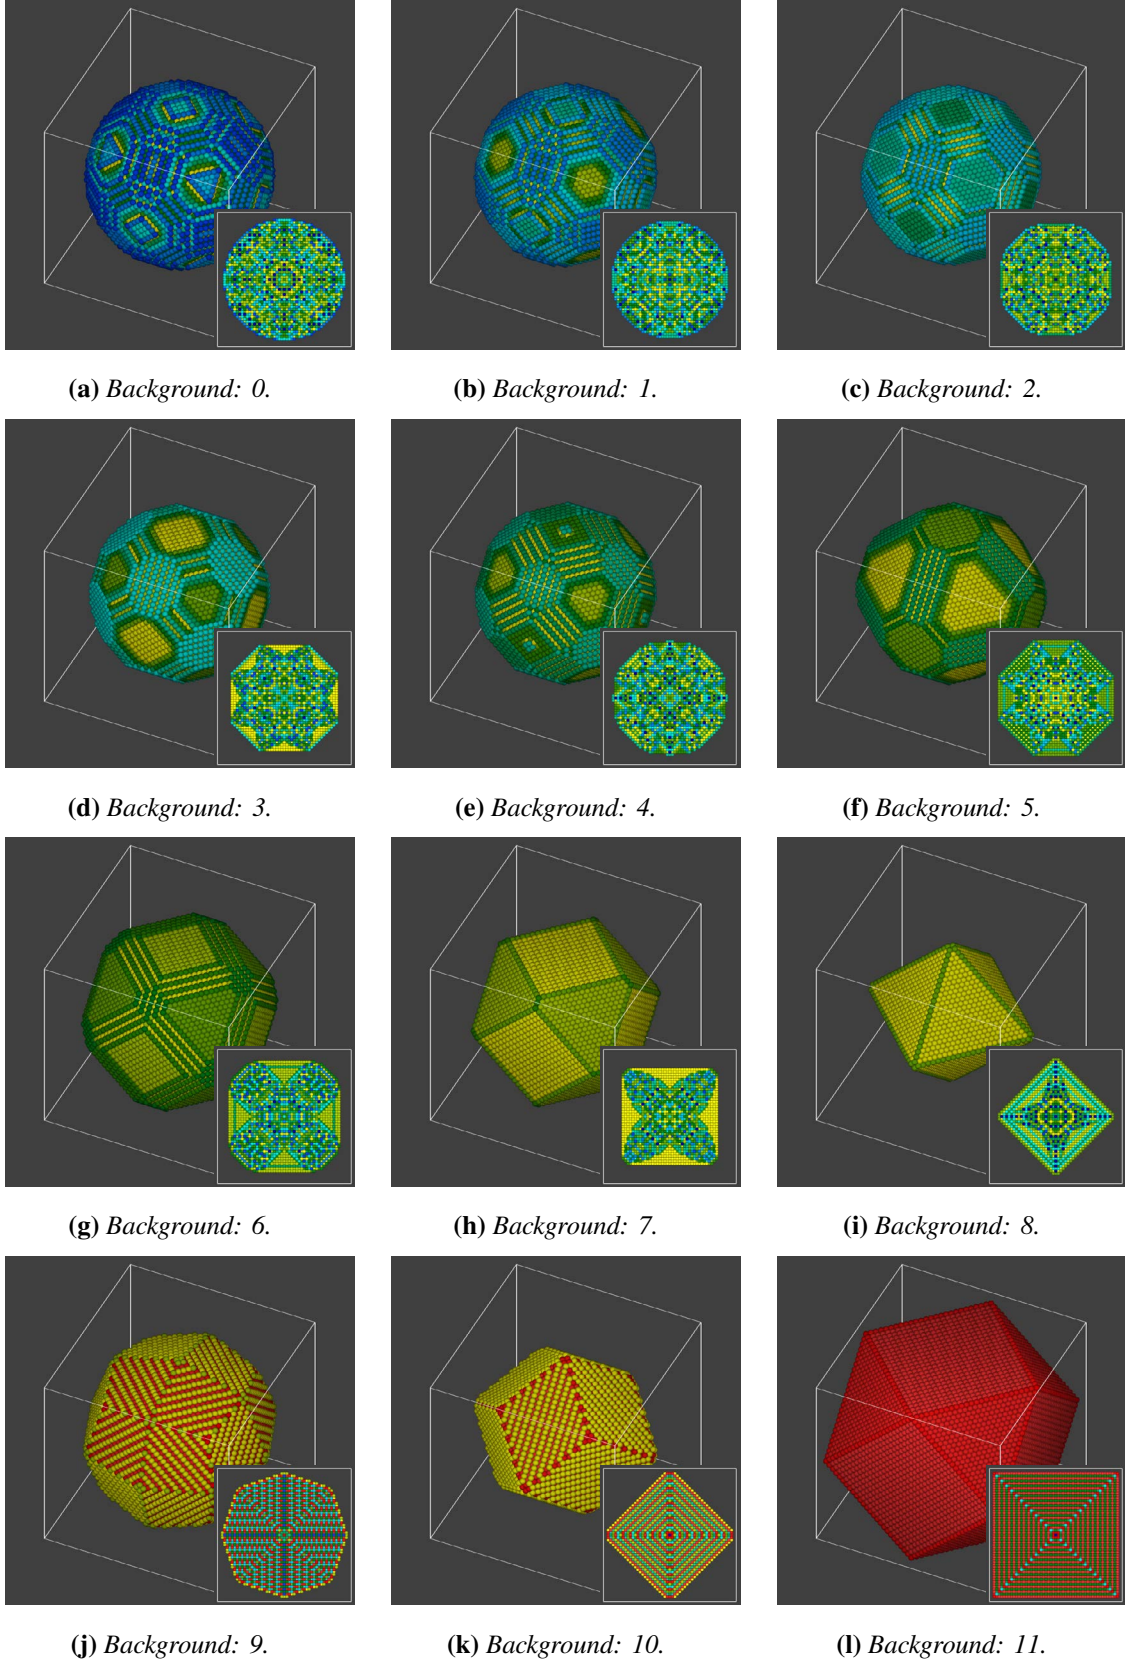 (a) Background: 0.
(b) Background: 1.
(c) Background: 2.
(d) Background: 3.
(e) Background: 4.
(f) Background: 5.
(g) Background: 6.
(h) Background: 7.
(i) Background: 8.
(j) Background: 9.
(k) Background: 10.
(l) Background: 11.